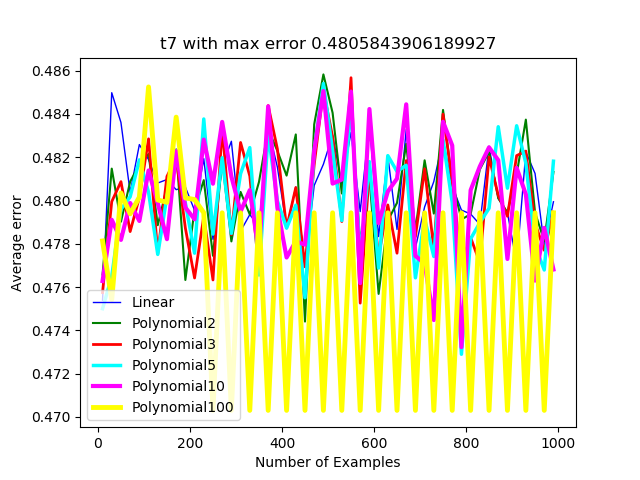 t7 with max error 0.4805843906189927
0.486
0.484
0.482
0.480
0.478
0.476
0.474
0.472
0.470
Average error
Linear
Polynomial2
Polynomial3
Polynomial5
Polynomial10
Polynomial100
0 200 400 600 800 1000
Number of Examples